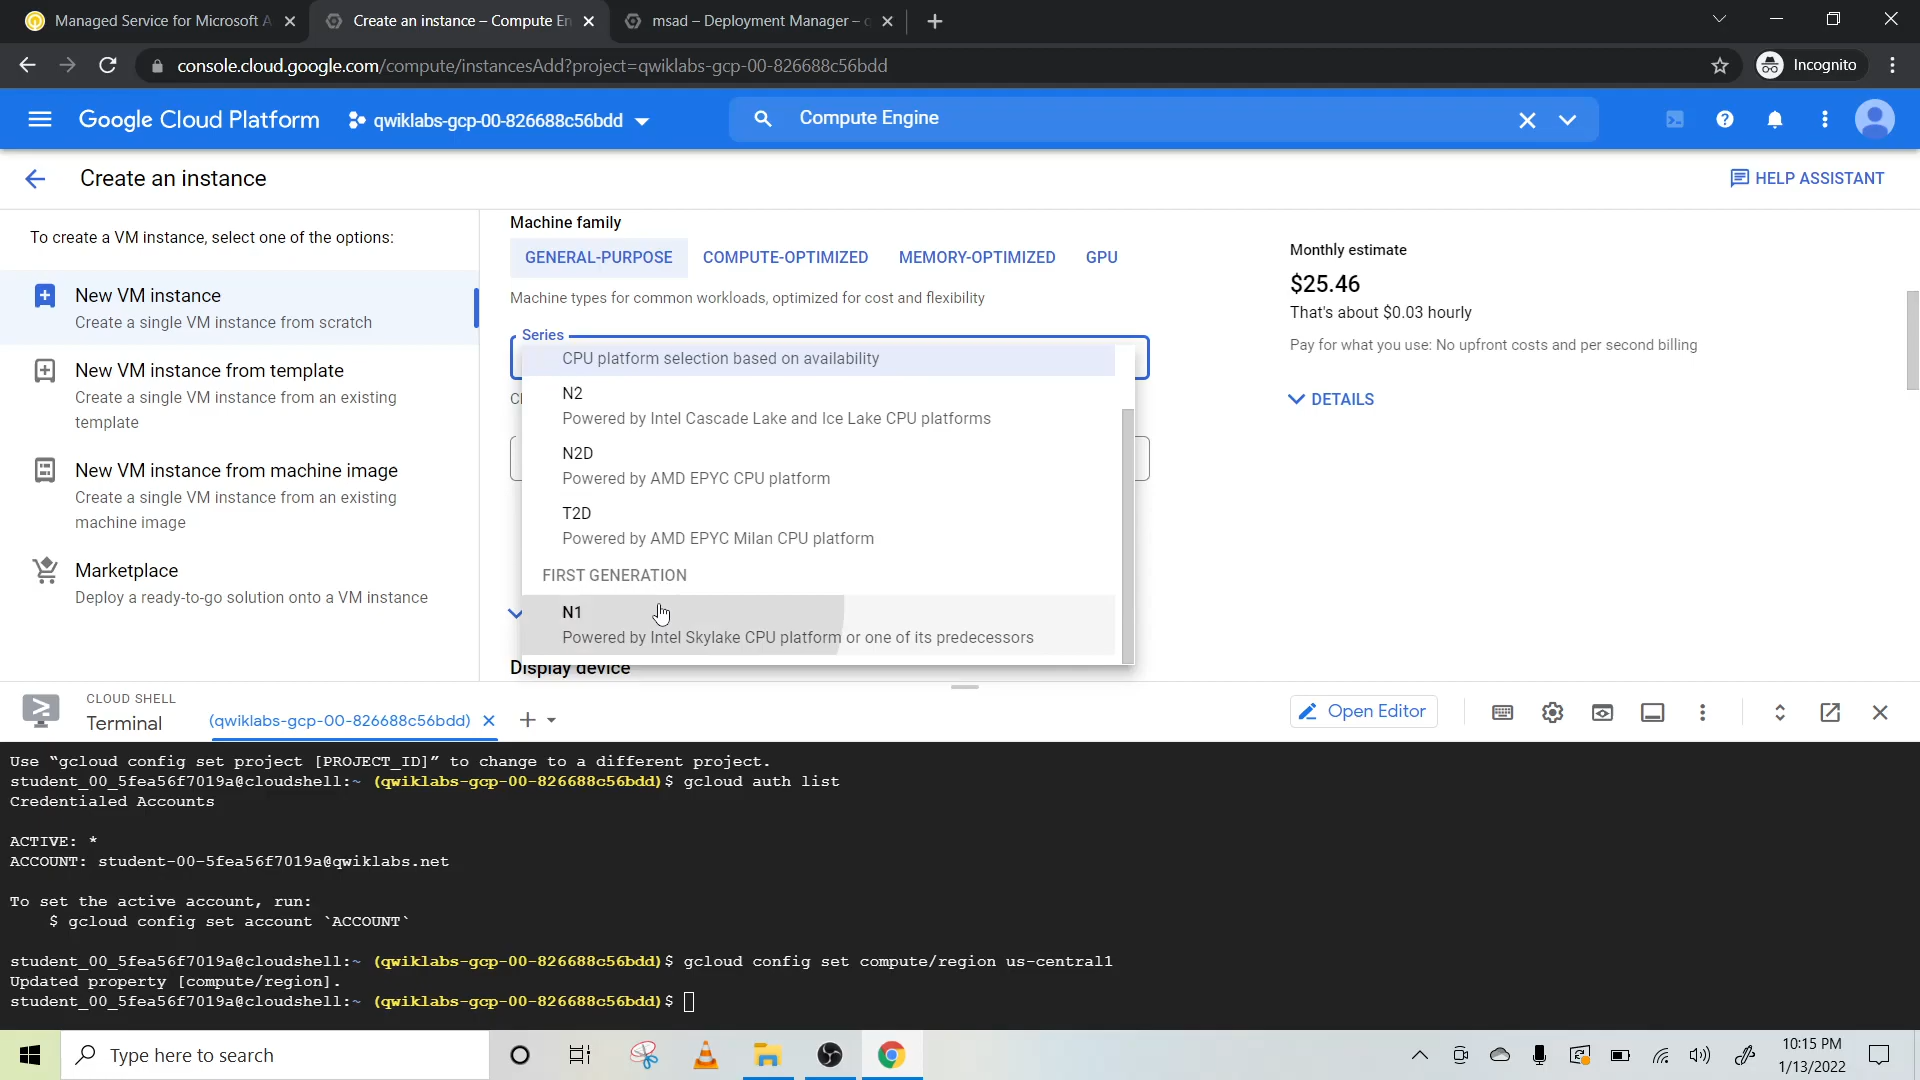 Managed Service for Microsoft A
Create an instance – Compute En
msad – Deployment Manager – q
console.cloud.google.com/compute/instancesAdd?project=qwiklabs-gcp-00-826688c56bdd
Incognito
Google Cloud Platform
qwiklabs-gcp-00-826688c56bdd
Compute Engine
Create an instance
HELP ASSISTANT
To create a VM instance, select one of the options:
New VM instance
Create a single VM instance from scratch
New VM instance from template
Create a single VM instance from an existing
template
New VM instance from machine image
Create a single VM instance from an existing
machine image
Marketplace
Deploy a ready-to-go solution onto a VM instance
Machine family
GENERAL-PURPOSE
COMPUTE-OPTIMIZED
MEMORY-OPTIMIZED
GPU
Machine types for common workloads, optimized for cost and flexibility
Series
CPU platform selection based on availability
N2
Powered by Intel Cascade Lake and Ice Lake CPU platforms
N2D
Powered by AMD EPYC CPU platform
T2D
Powered by AMD EPYC Milan CPU platform
FIRST GENERATION
N1
Powered by Intel Skylake CPU platform or one of its predecessors
Display device
Monthly estimate
$25.46
That's about $0.03 hourly
Pay for what you use: No upfront costs and per second billing
DETAILS
CLOUD SHELL
Terminal
(qwiklabs-gcp-00-826688c56bdd)
Open Editor
Use “gcloud config set project [PROJECT_ID]” to change to a different project.
student_00_5fea56f7019a@cloudshell:~ (qwiklabs-gcp-00-826688c56bdd)$ gcloud auth list
Credentialed Accounts
ACTIVE: *
ACCOUNT: student-00-5fea56f7019a@qwiklabs.net
To set the active account, run:
$ gcloud config set account `ACCOUNT`
student_00_5fea56f7019a@cloudshell:~ (qwiklabs-gcp-00-826688c56bdd)$ gcloud config set compute/region us-central1
Updated property [compute/region].
student_00_5fea56f7019a@cloudshell:~ (qwiklabs-gcp-00-826688c56bdd)$
Type here to search
10:15 PM
1/13/2022